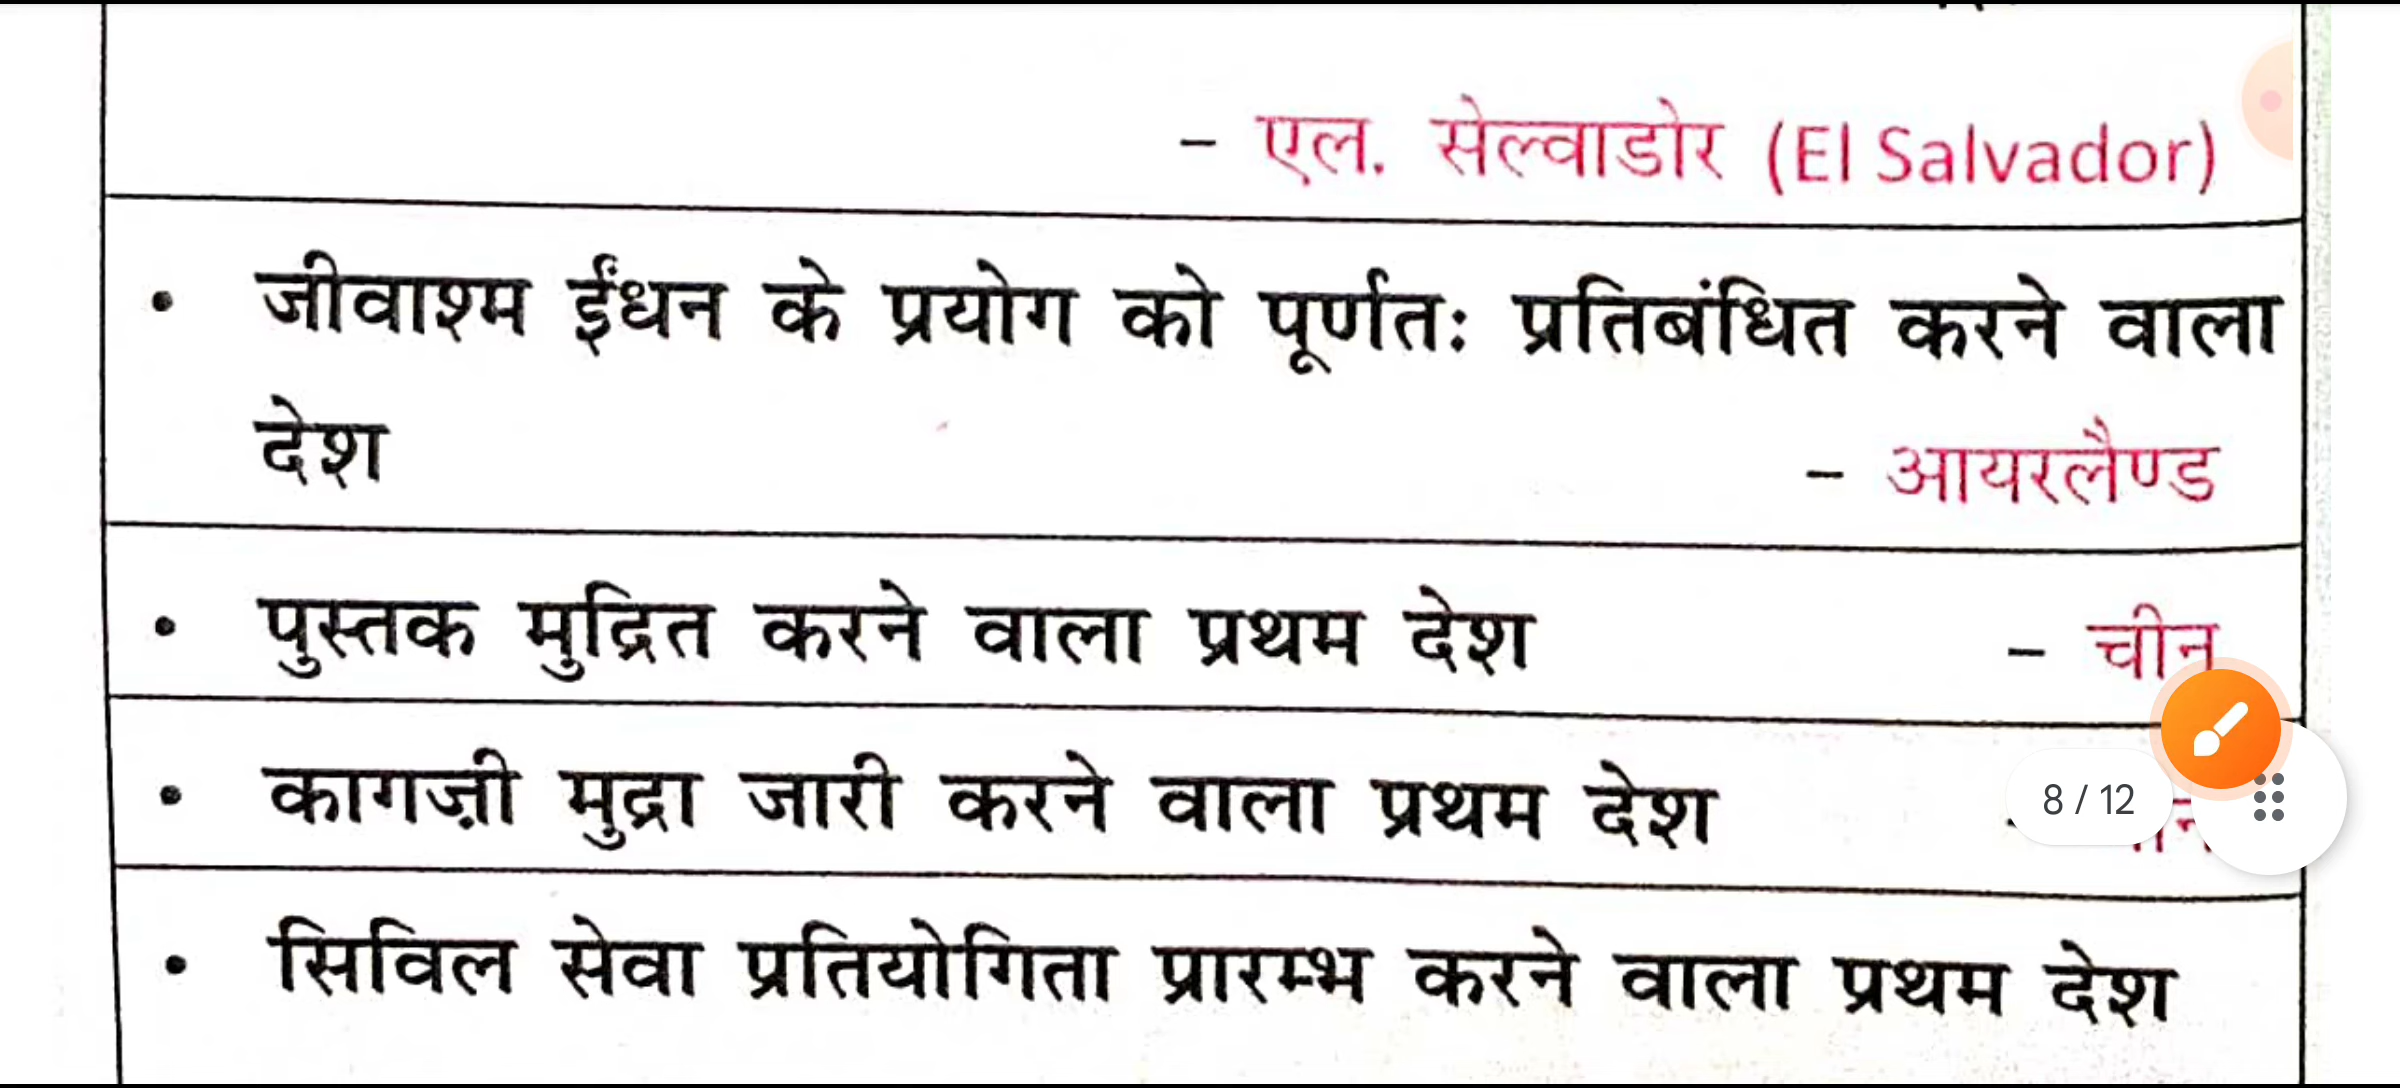 - एल. सेल्वाडोर (El Salvador)
• जीवाश्म ईंधन के प्रयोग को पूर्णतः प्रतिबंधित करने वाला
देश - आयरलैण्ड
• पुस्तक मुद्रित करने वाला प्रथम देश - चीन
• कागज़ी मुद्रा जारी करने वाला प्रथम देश
8 / 12
• सिविल सेवा प्रतियोगिता प्रारम्भ करने वाला प्रथम देश